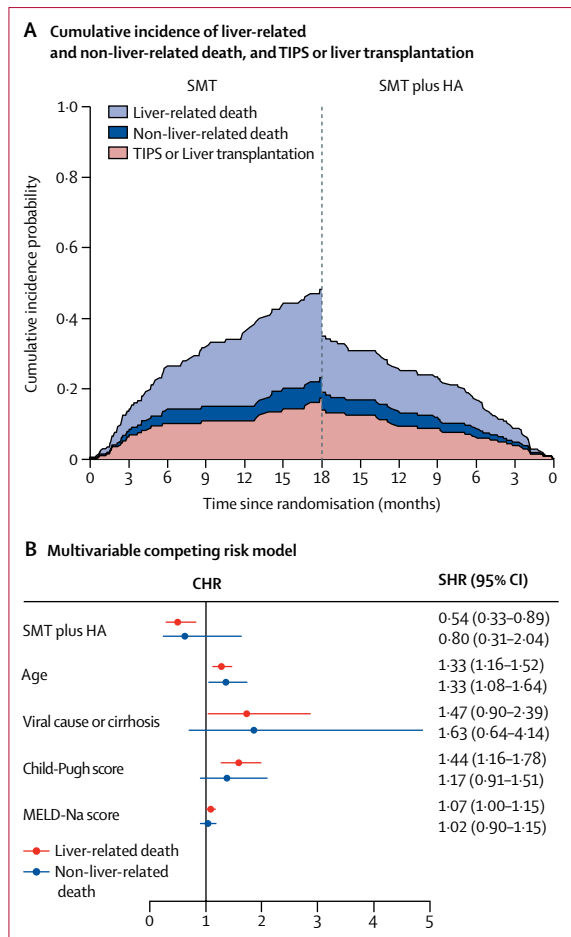 A Cumulative incidence of liver-related
and non-liver-related death, and TIPS or liver transplantation
SMT
SMT plus HA
1·0
0·8
0·6
0·4
0·2
0
Cumulative incidence probability
Liver-related death
Non-liver-related death
TIPS or Liver transplantation
0 3 6 9 12 15 18 15 12 9 6 3 0
Time since randomisation (months)
B Multivariable competing risk model
CHR
SHR (95% CI)
SMT plus HA
0·54 (0·33–0·89)
0·80 (0·31–2·04)
Age
1·33 (1·16–1·52)
1·33 (1·08–1·64)
Viral cause or cirrhosis
1·47 (0·90–2·39)
1·63 (0·64–4·14)
Child-Pugh score
1·44 (1·16–1·78)
1·17 (0·91–1·51)
MELD-Na score
1·07 (1·00–1·15)
1·02 (0·90–1·15)
Liver-related death
Non-liver-related
death
0 1 2 3 4 5